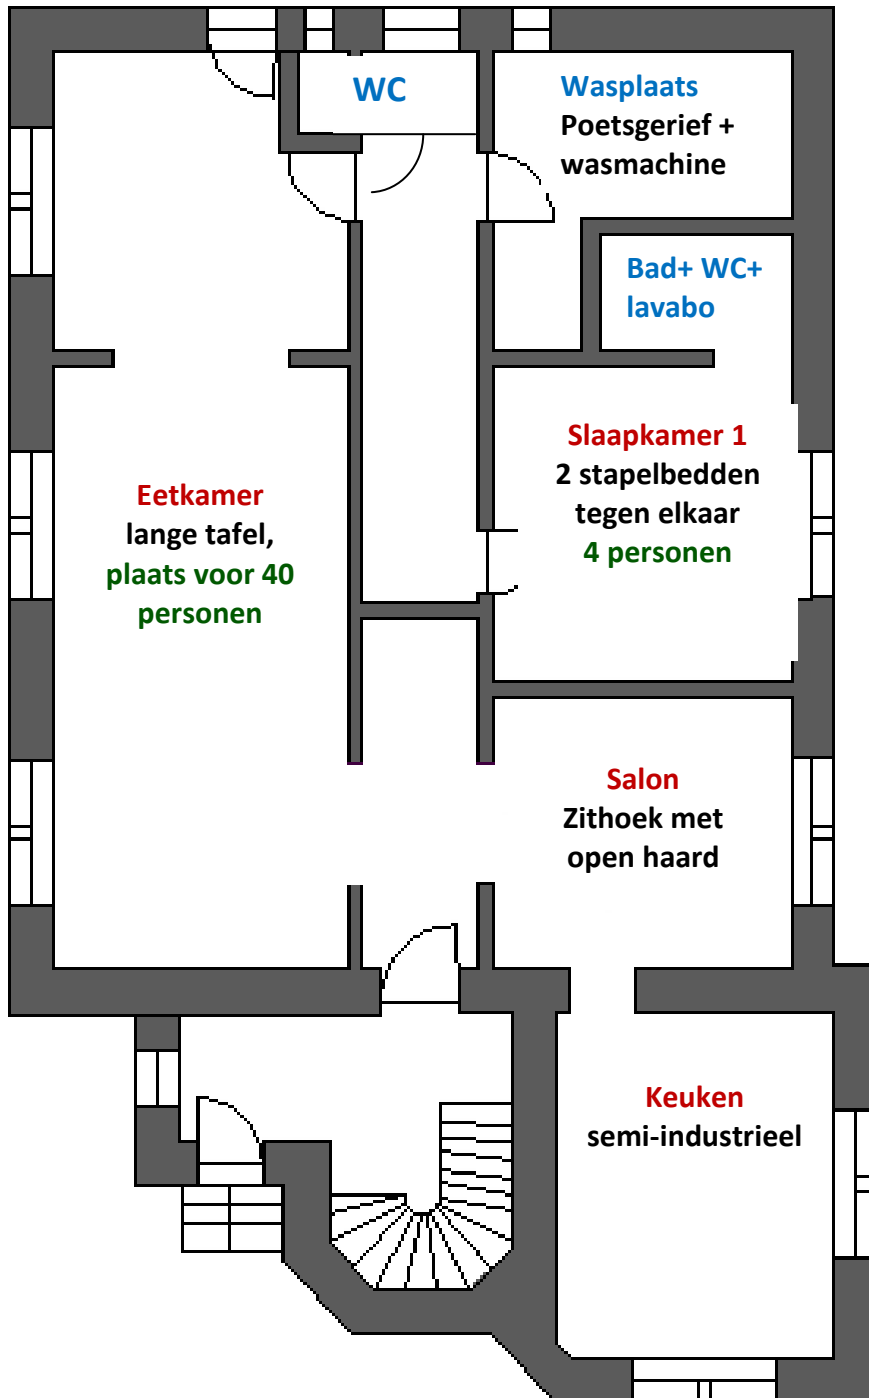 WC
Wasplaats
Poetsgerief +
wasmachine
Bad+ WC+
lavabo
Slaapkamer 1
2 stapelbedden
tegen elkaar
4 personen
Eetkamer
lange tafel,
plaats voor 40
personen
Salon
Zithoek met
open haard
Keuken
semi-industrieel